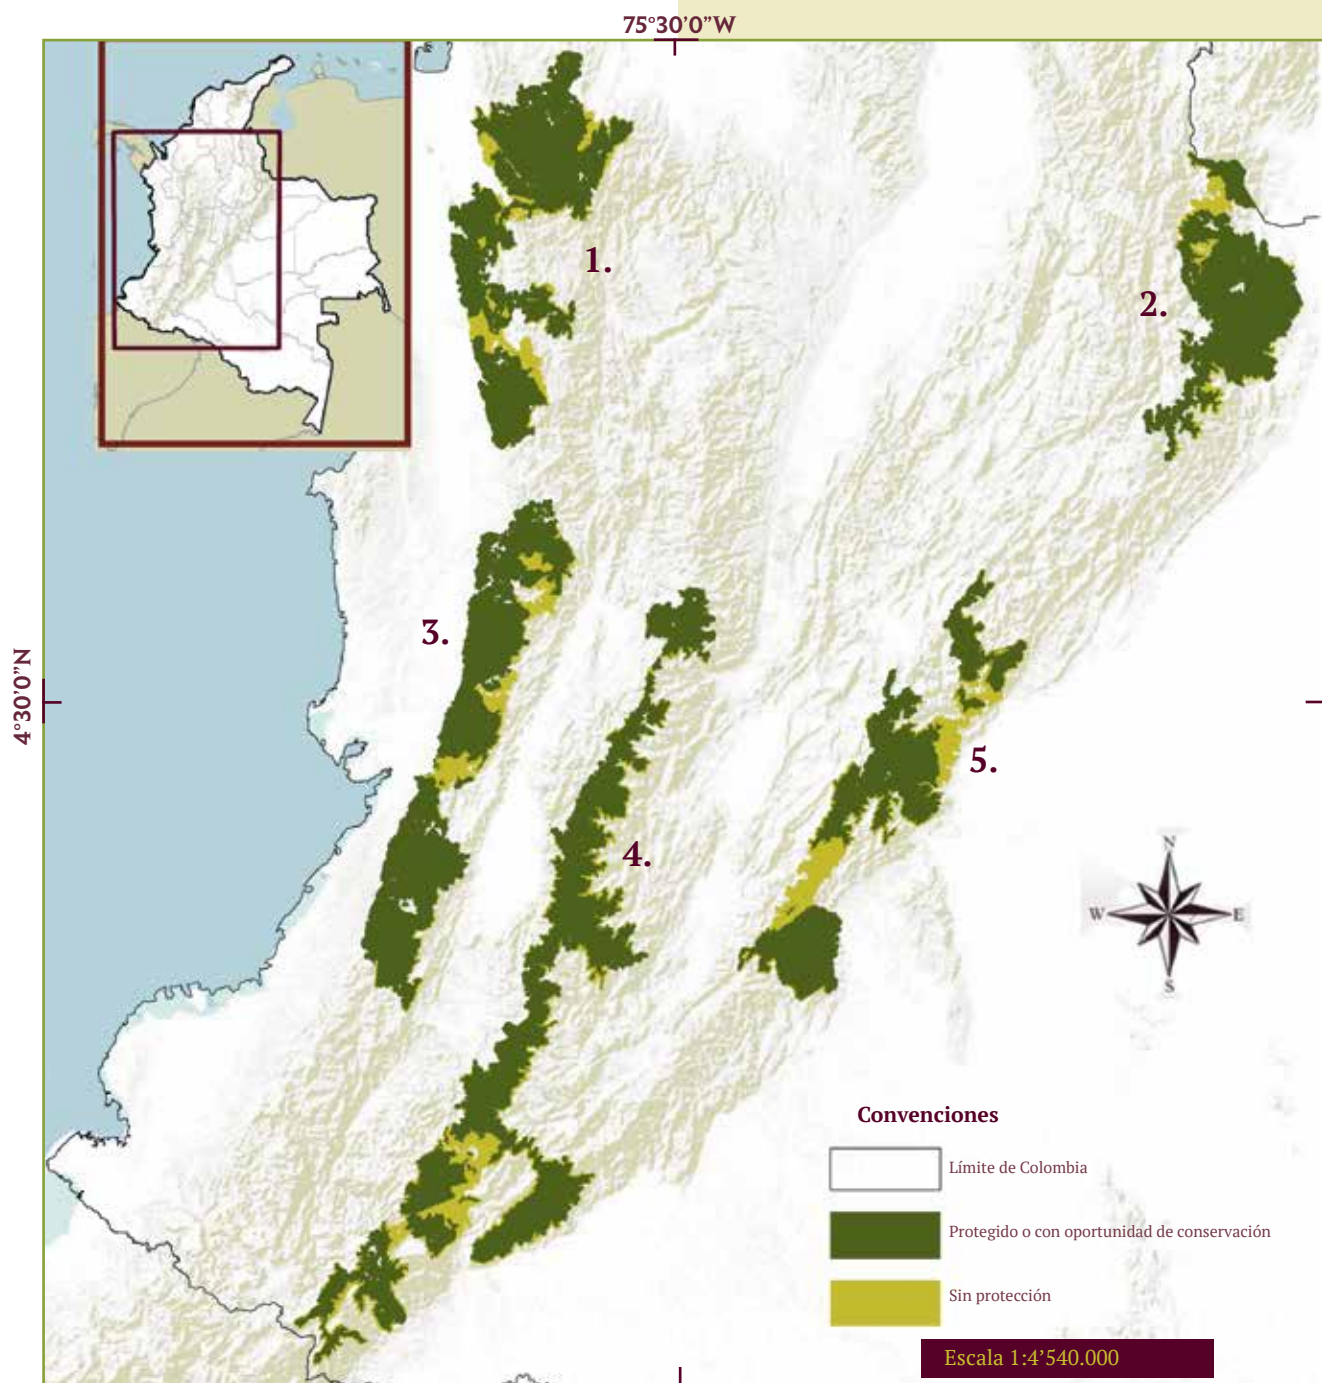 75°30’0”W
1.
2.
3.
4°30’0”N
5.
4.
N
W
E
S
Convenciones
Límite de Colombia
Protegido o con oportunidad de conservación
Sin protección
Escala 1:4’540.000